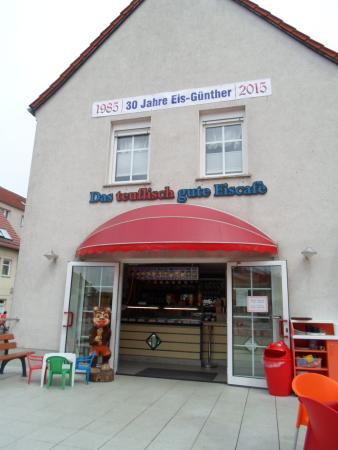 1985 30 Jahre Eis-Günther 2015
Das teuflisch gute Eiscafé